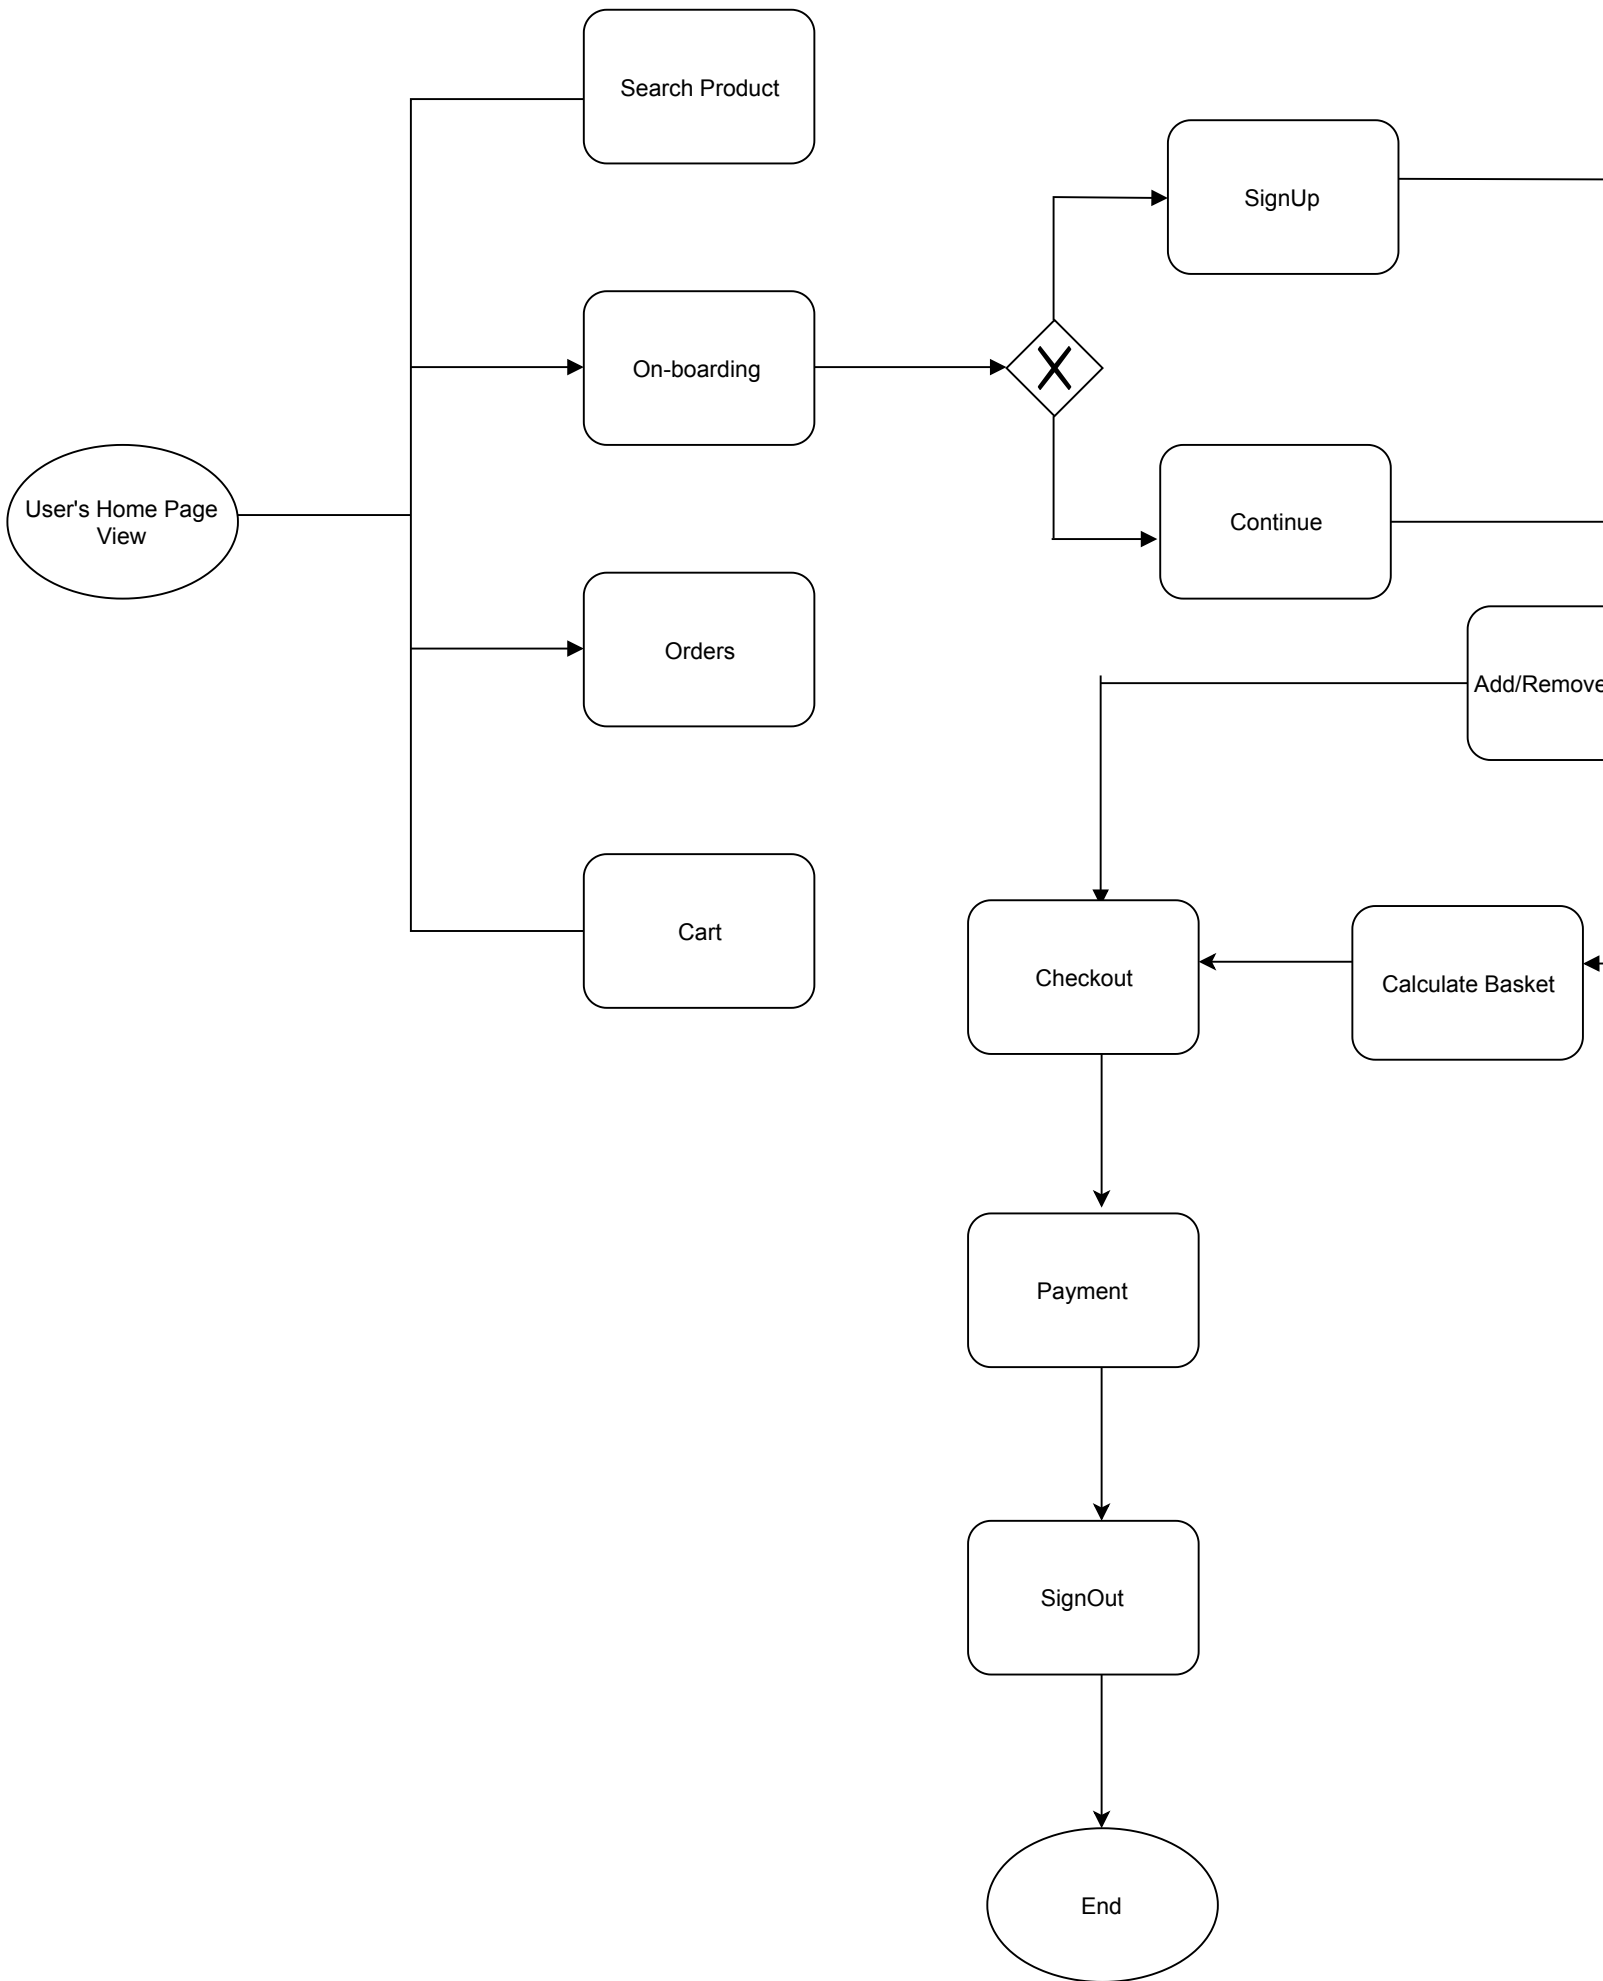 Search Product
SignUp
On-boarding
User's Home Page
View
Continue
Orders
Add/Remove
Cart
Checkout
Calculate Basket
Payment
SignOut
End